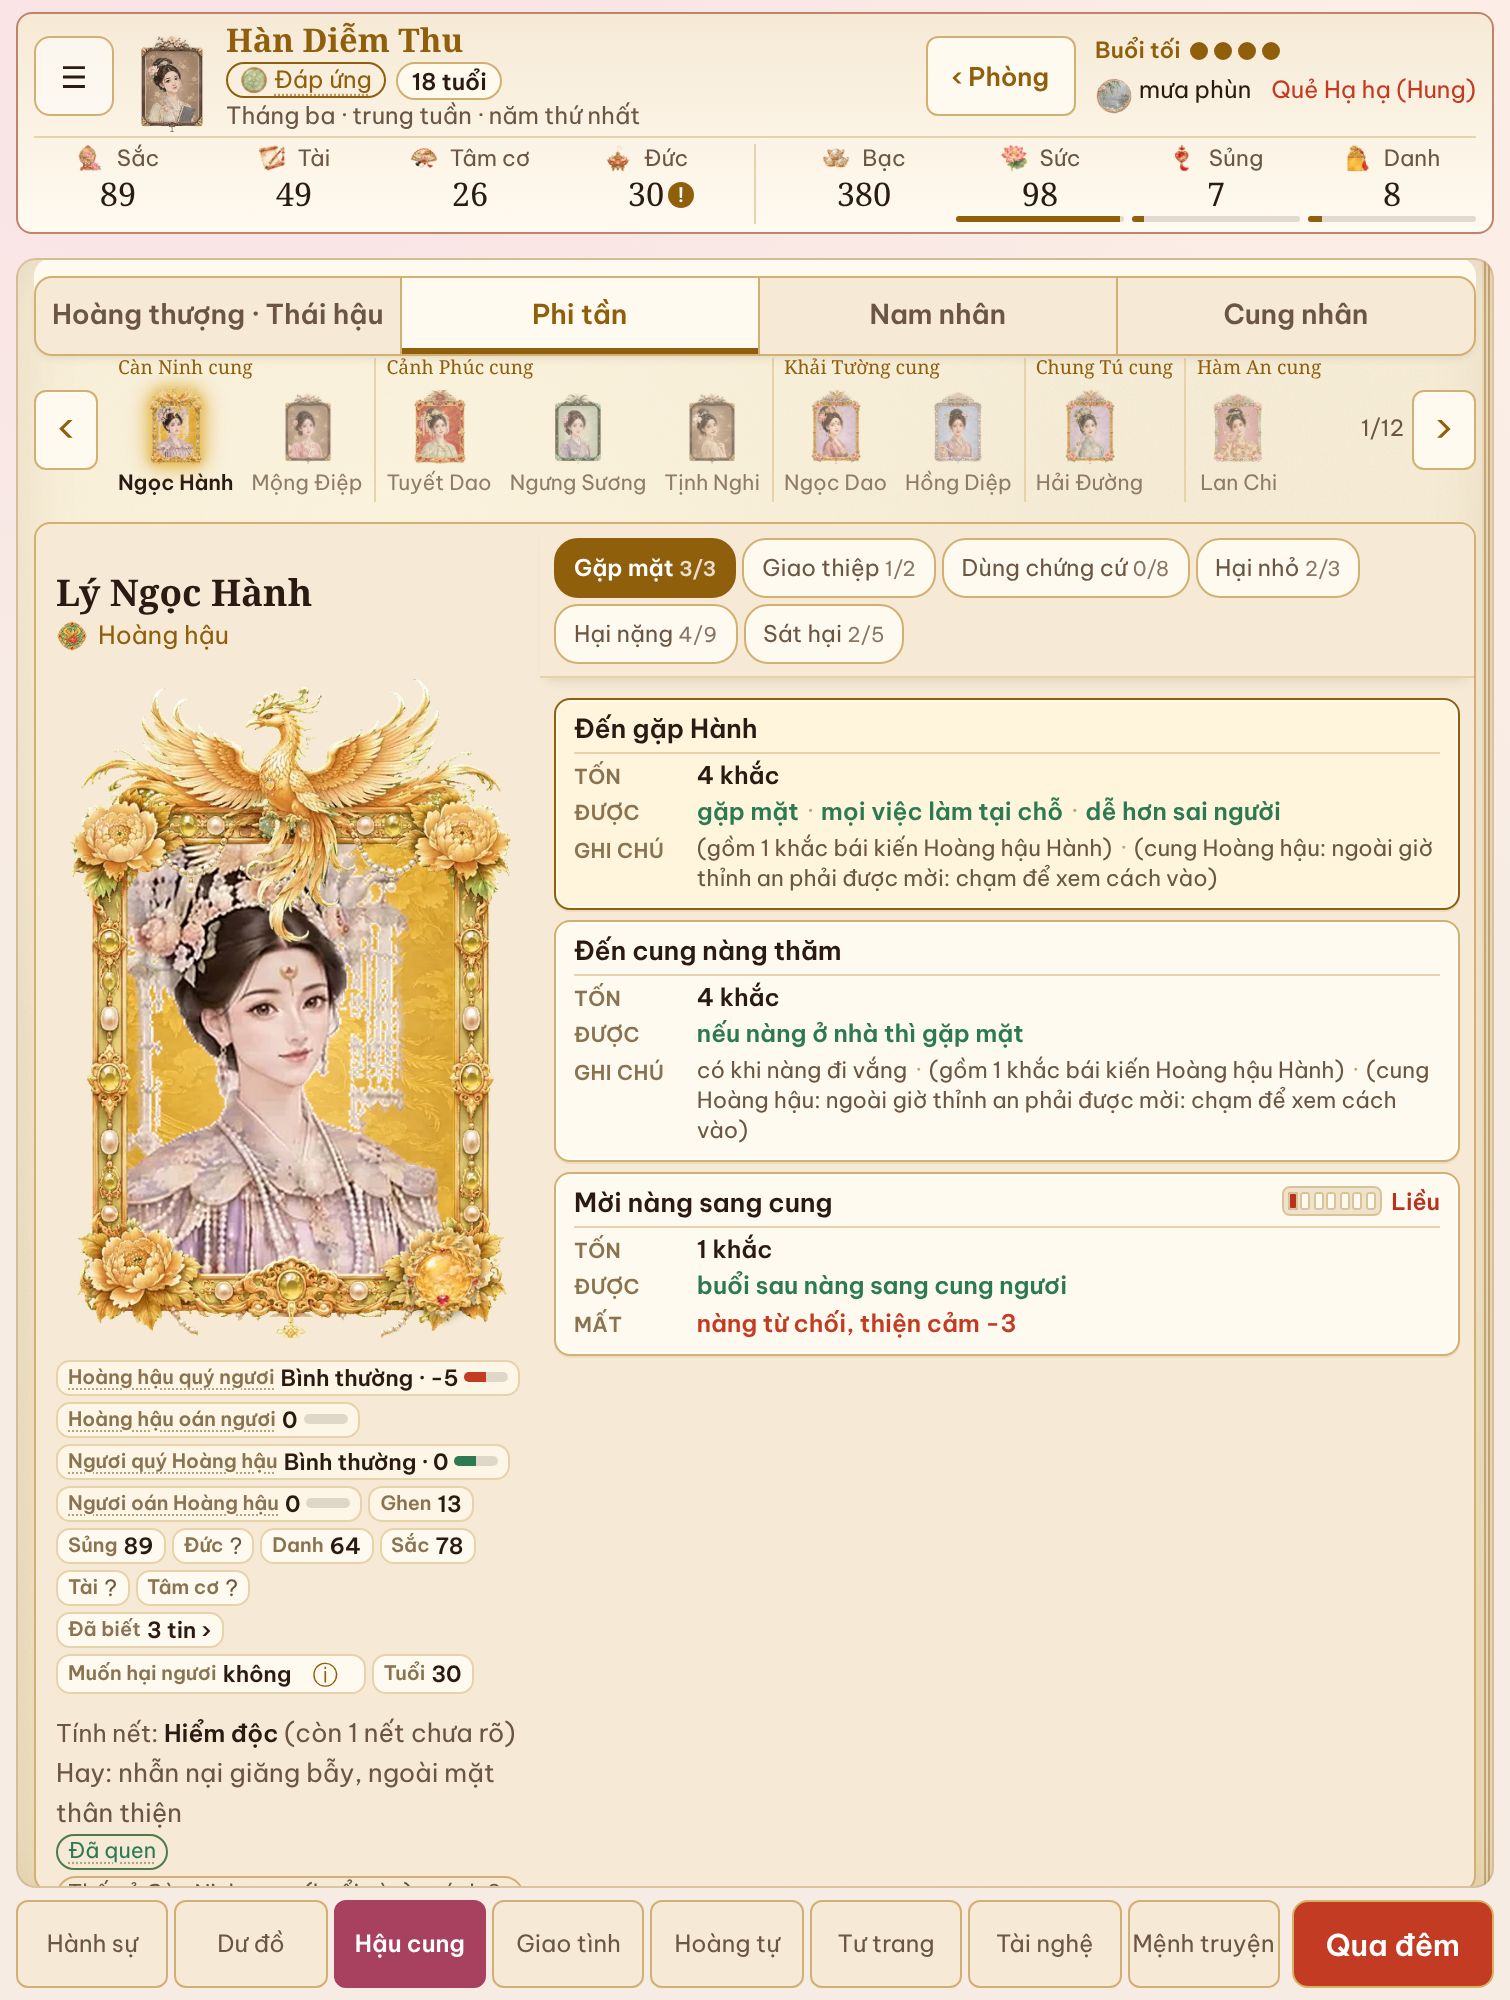 ☰
Hàn Diễm Thu
Đáp ứng
18 tuổi
Tháng ba · trung tuần · năm thứ nhất
‹ Phòng
Buổi tối
mưa phùn
Quẻ Hạ hạ (Hung)
Sắc
89
Tài
49
Tâm cơ
26
Đức
30 !
Bạc
380
Sức
98
Sủng
7
Danh
8
Hoàng thượng · Thái hậu
Phi tần
Nam nhân
Cung nhân
‹
Càn Ninh cung
Ngọc Hành
Mộng Điệp
Cảnh Phúc cung
Tuyết Dao
Ngưng Sương
Tịnh Nghi
Khải Tường cung
Ngọc Dao
Hồng Diệp
Chung Tú cung
Hải Đường
Hàm An cung
Lan Chi
1/12
›
Lý Ngọc Hành
Hoàng hậu
Hoàng hậu quý ngươi Bình thường · -5
Hoàng hậu oán ngươi 0
Ngươi quý Hoàng hậu Bình thường · 0
Ngươi oán Hoàng hậu 0
Ghen 13
Sủng 89
Đức ?
Danh 64
Sắc 78
Tài ?
Tâm cơ ?
Đã biết 3 tin ›
Muốn hại ngươi không ⓘ
Tuổi 30
Tính nết: Hiểm độc (còn 1 nết chưa rõ)
Hay: nhẫn nại giăng bẫy, ngoài mặt
thân thiện
Đã quen
Gặp mặt 3/3
Giao thiệp 1/2
Dùng chứng cứ 0/8
Hại nhỏ 2/3
Hại nặng 4/9
Sát hại 2/5
Đến gặp Hành
TỐN 4 khắc
ĐƯỢC gặp mặt · mọi việc làm tại chỗ · dễ hơn sai người
GHI CHÚ (gồm 1 khắc bái kiến Hoàng hậu Hành) · (cung Hoàng hậu: ngoài giờ
thỉnh an phải được mời: chạm để xem cách vào)
Đến cung nàng thăm
TỐN 4 khắc
ĐƯỢC nếu nàng ở nhà thì gặp mặt
GHI CHÚ có khi nàng đi vắng · (gồm 1 khắc bái kiến Hoàng hậu Hành) · (cung
Hoàng hậu: ngoài giờ thỉnh an phải được mời: chạm để xem cách
vào)
Mời nàng sang cung
Liều
TỐN 1 khắc
ĐƯỢC buổi sau nàng sang cung ngươi
MẤT nàng từ chối, thiện cảm -3
Hành sự
Dư đồ
Hậu cung
Giao tình
Hoàng tự
Tư trang
Tài nghệ
Mệnh truyện
Qua đêm